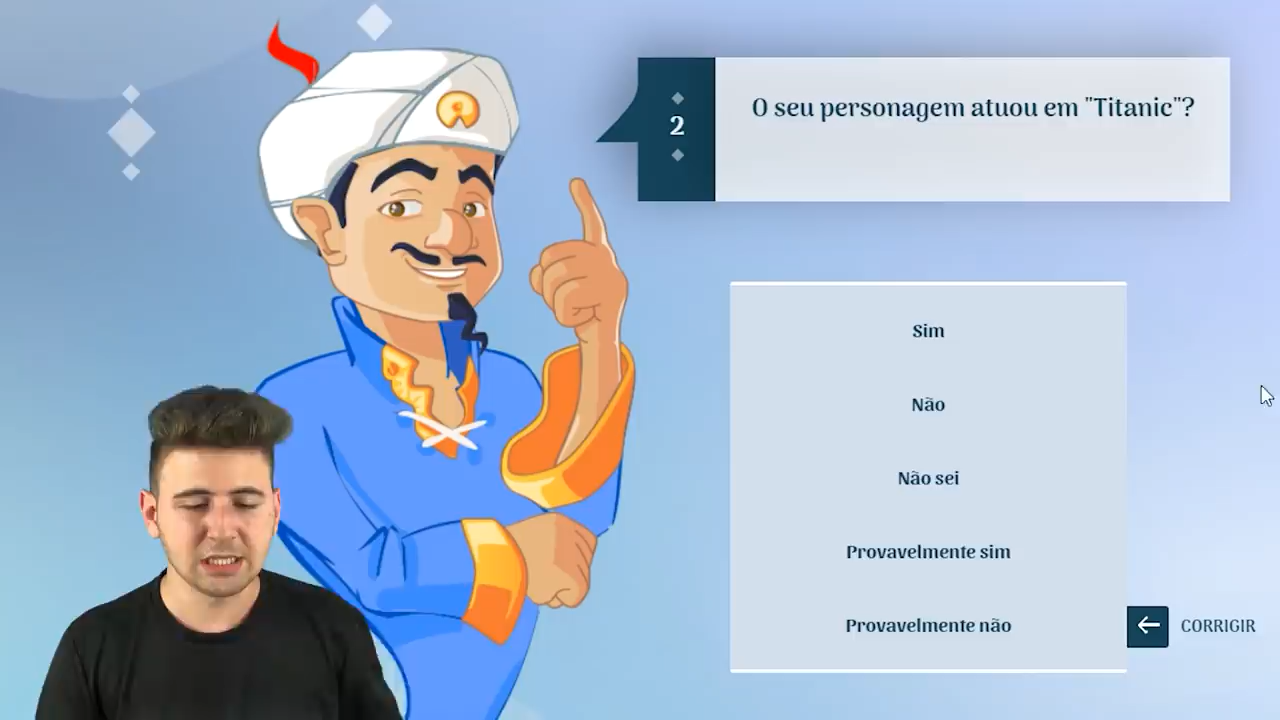 2
O seu personagem atuou em "Titanic"?
Sim
Não
Não sei
Provavelmente sim
Provavelmente não
CORRIGIR